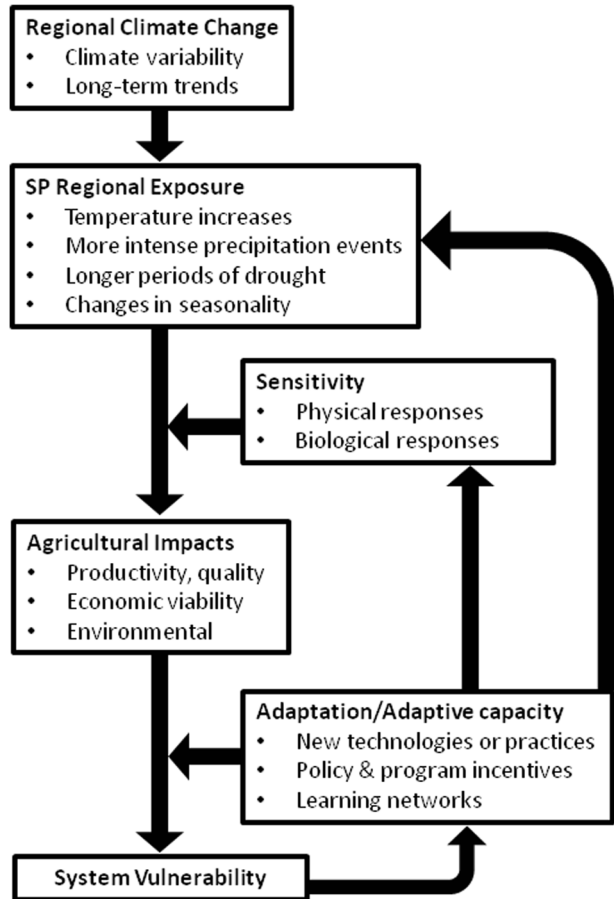 Regional Climate Change
• Climate variability
• Long-term trends
SP Regional Exposure
• Temperature increases
• More intense precipitation events
• Longer periods of drought
• Changes in seasonality
Sensitivity
• Physical responses
• Biological responses
Agricultural Impacts
• Productivity, quality
• Economic viability
• Environmental
Adaptation/Adaptive capacity
• New technologies or practices
• Policy & program incentives
• Learning networks
System Vulnerability